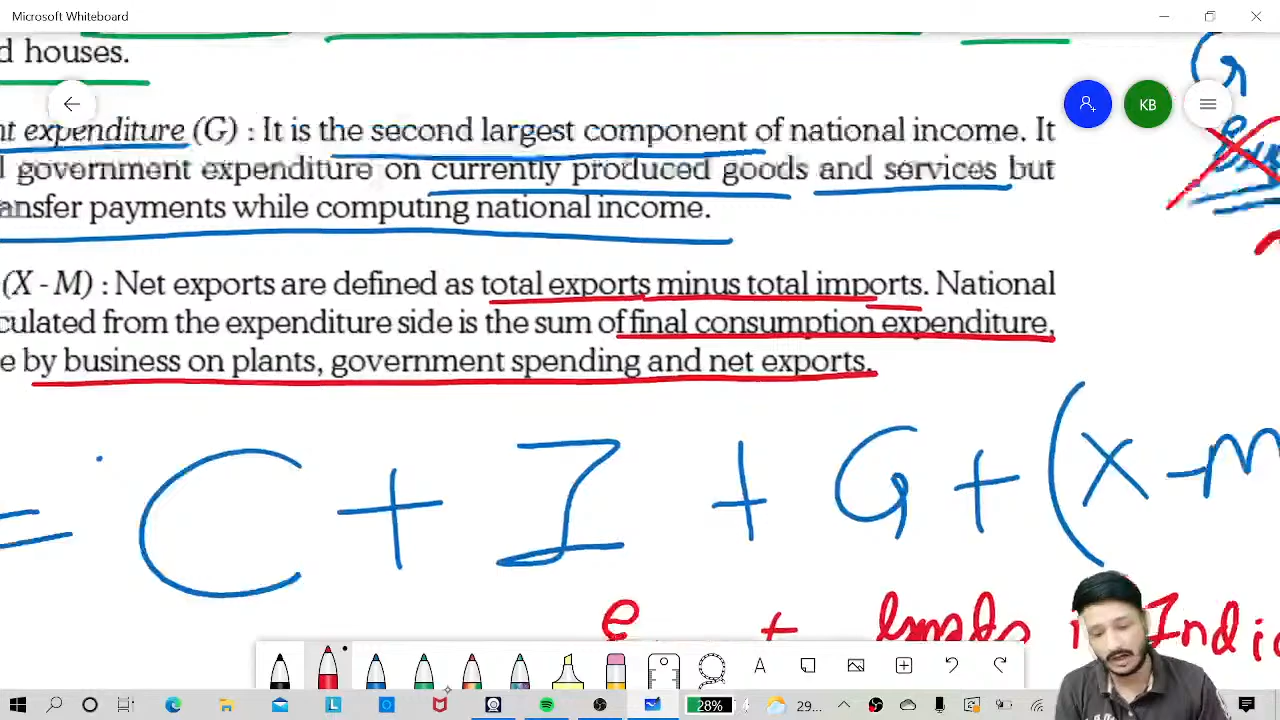 Microsoft Whiteboard
d houses.
G
KB
nt expenditure (G) : It is the second largest component of national income. It
l government expenditure on currently produced goods and services but
ansfer payments while computing national income.
(X - M) : Net exports are defined as total exports minus total imports. National
culated from the expenditure side is the sum of final consumption expenditure,
e by business on plants, government spending and net exports.
= C + I + G + (X - M
e + in Indi
A
28%
29...